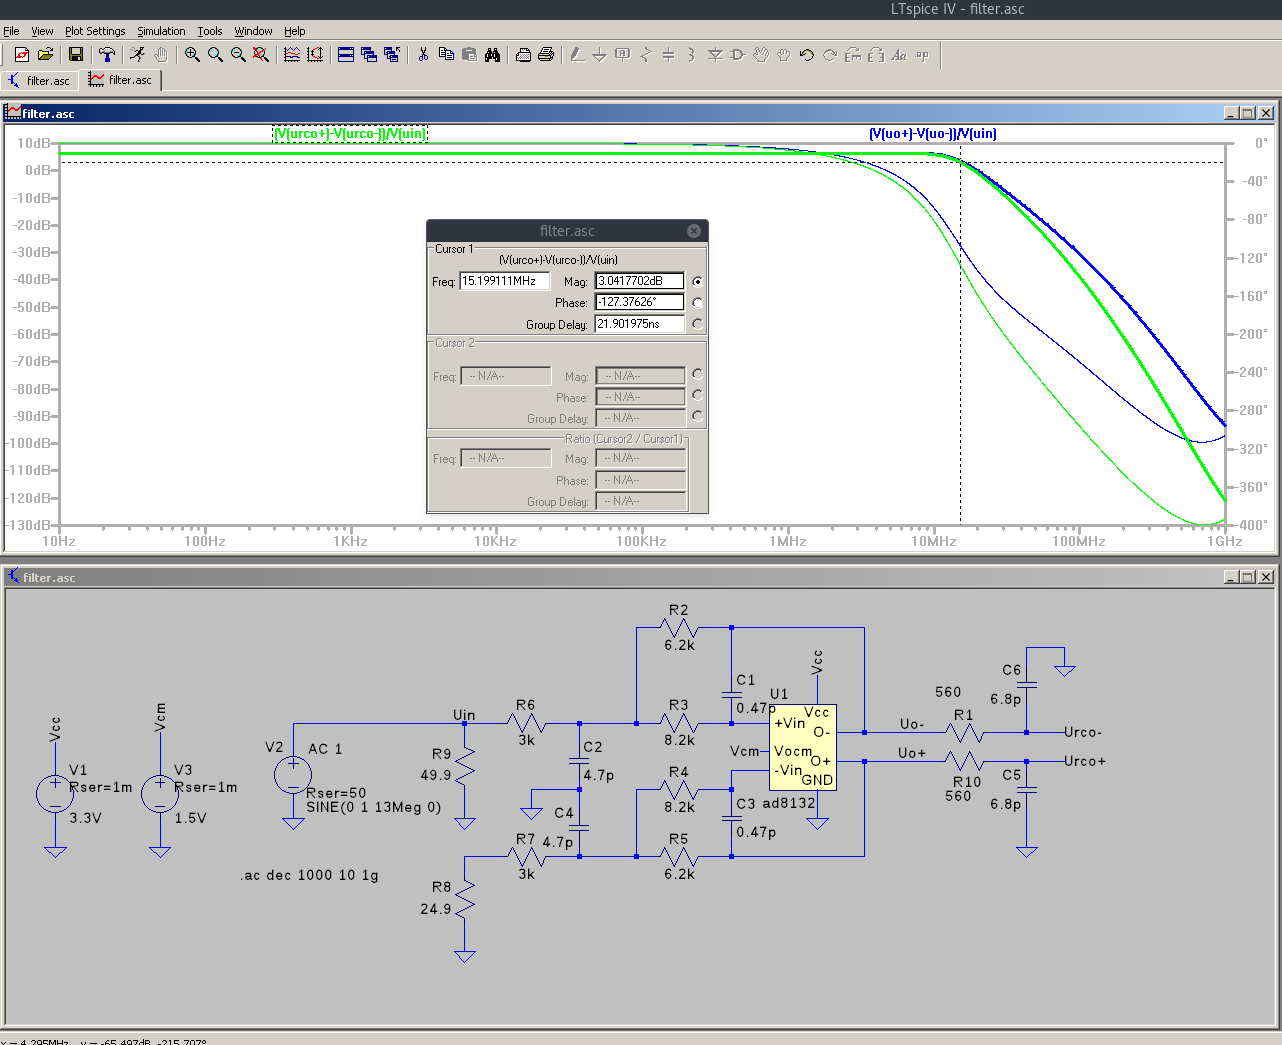 LTspice IV - filter.asc
File View Plot Settings Simulation Tools Window Help
filter.asc filter.asc
filter.asc
(V(urco+)-V(urco-))/V(uin) (V(uo+)-V(uo-))/V(uin)
10dB 0°
0dB -40°
-10dB -80°
-20dB
-30dB -120°
-40dB -160°
-50dB
-60dB -200°
-70dB
-80dB -240°
-90dB -280°
-100dB
-110dB -320°
-120dB -360°
-130dB -400°
10Hz 100Hz 1KHz 10KHz 100KHz 1MHz 10MHz 100MHz 1GHz
filter.asc
Cursor 1
(V(urco+)-V(urco-))/V(uin)
Freq: 15.199111MHz Mag: 3.0417702dB
Phase: -127.37626°
Group Delay: 21.901975ns
Cursor 2
Freq: -- N/A-- Mag: -- N/A--
Phase: -- N/A--
Group Delay: -- N/A--
Ratio (Cursor2 / Cursor1)
Freq: -- N/A-- Mag: -- N/A--
Phase: -- N/A--
Group Delay: -- N/A--
filter.asc
R2
6.2k
Vcc
C1
0.47p
U1
Vcc
+Vin
O-
Vocm
O+
-Vin
GND
ad8132
Vcm
C6
6.8p
560
R1
Uo-
Urco-
Uo+
Urco+
R10
560
C5
6.8p
Vcc
V1
Rser=1m
3.3V
Vcm
V3
Rser=1m
1.5V
V2
AC 1
Rser=50
SINE(0 1 13Meg 0)
Uin
R9
49.9
R6
3k
C2
4.7p
R3
8.2k
R4
8.2k
C4
4.7p
C3
0.47p
R7
3k
R5
6.2k
R8
24.9
.ac dec 1000 10 1g
x = 4.295MHz y = -65.497dB, -215.707°